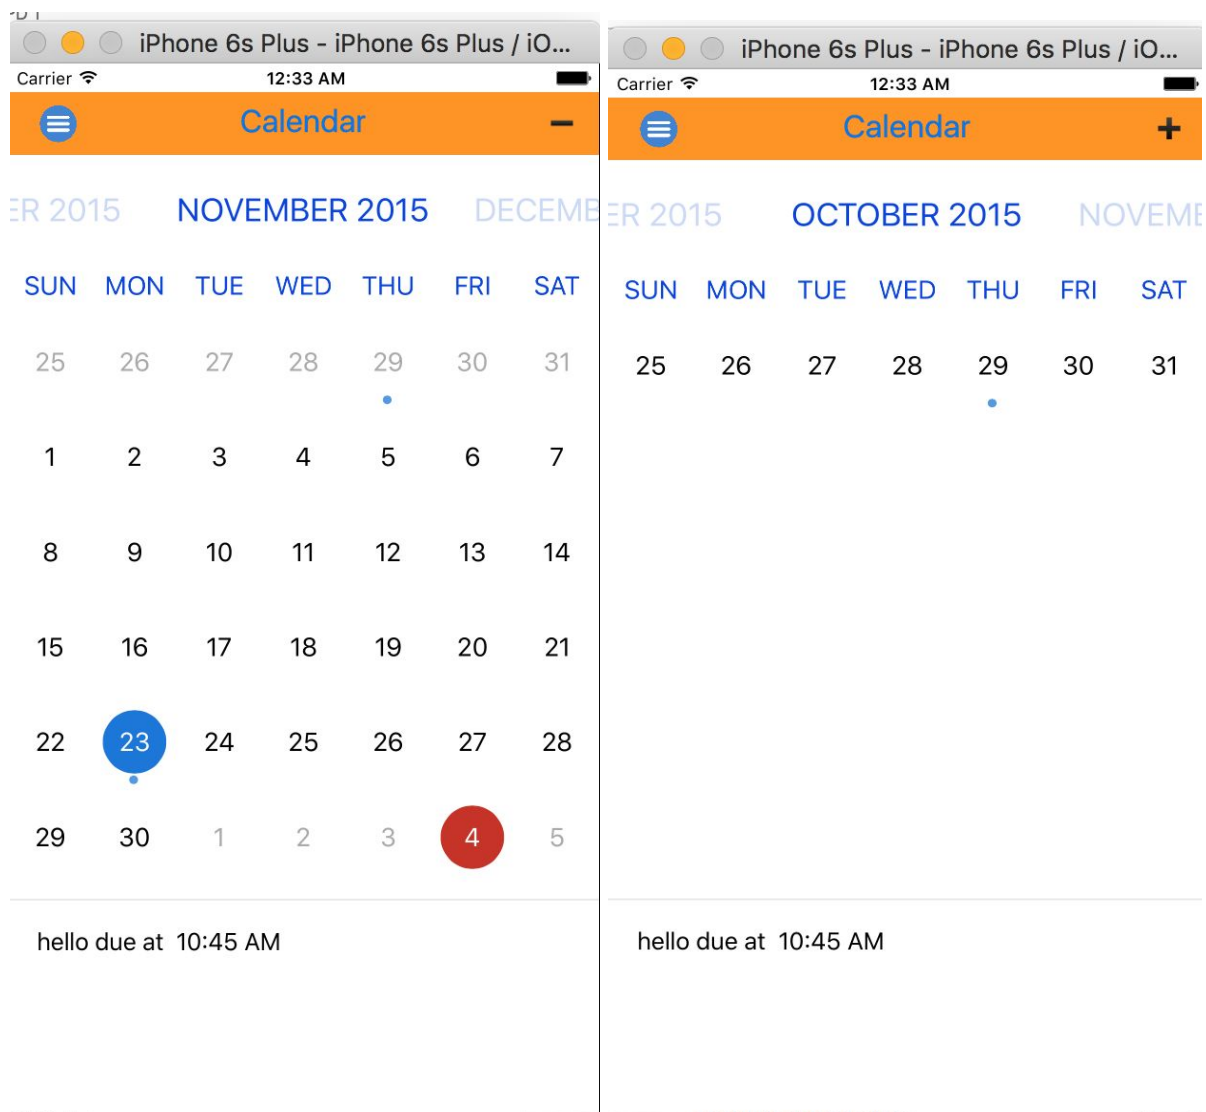 iPhone 6s Plus - iPhone 6s Plus / iO...
Carrier 12:33 AM
Calendar −
ER 2015 NOVEMBER 2015 DECEMB
SUN MON TUE WED THU FRI SAT
25 26 27 28 29 30 31
1 2 3 4 5 6 7
8 9 10 11 12 13 14
15 16 17 18 19 20 21
22 23 24 25 26 27 28
29 30 1 2 3 4 5
hello due at 10:45 AM
iPhone 6s Plus - iPhone 6s Plus / iO...
Carrier 12:33 AM
Calendar +
ER 2015 OCTOBER 2015 NOVEMB
SUN MON TUE WED THU FRI SAT
25 26 27 28 29 30 31
hello due at 10:45 AM